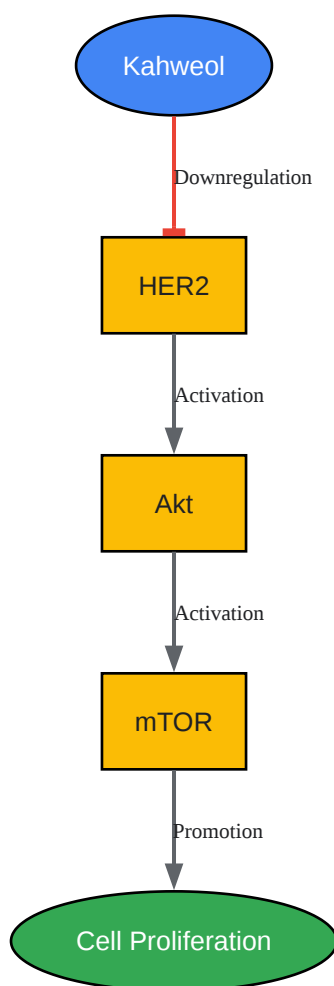 Kahweol
Downregulation
HER2
Activation
Akt
Activation
mTOR
Promotion
Cell Proliferation